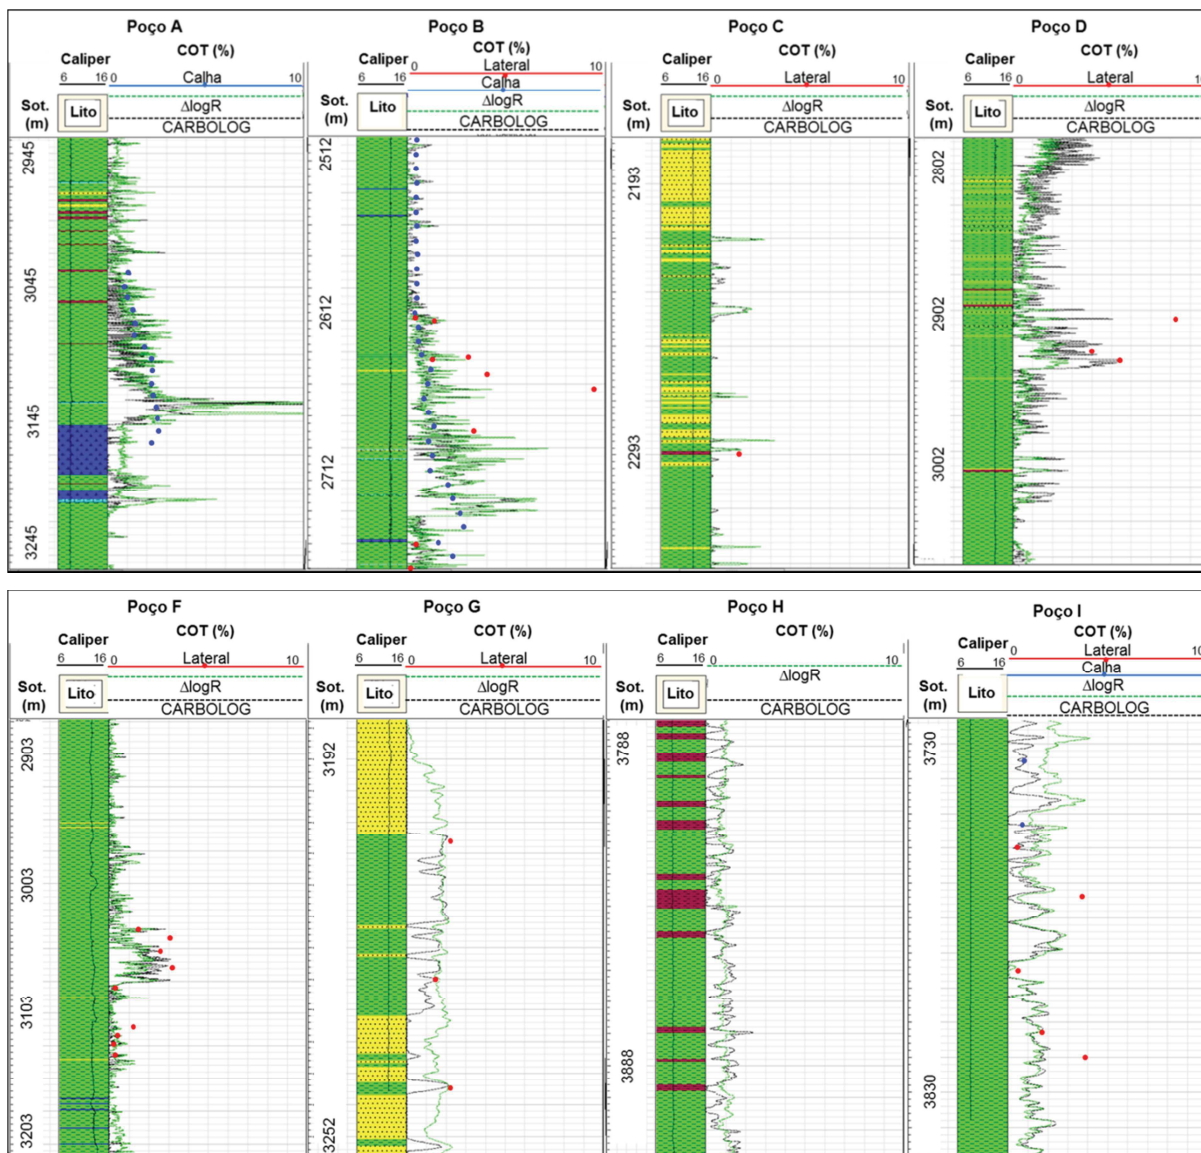 Poço A
COT (%)
Caliper
6 16 0 10
Calha
Sot.
(m)
Lito
ΔlogR
CARBOLOG
2945
3045
3145
3245
Poço B
COT (%)
Caliper
6 16
0 10
Lateral
Calha
Sot.
(m)
Lito
ΔlogR
CARBOLOG
2512
2612
2712
Poço C
COT (%)
Caliper
6 16 0 10
Lateral
Sot.
(m)
Lito
ΔlogR
CARBOLOG
2193
2293
Poço D
COT (%)
Caliper
6 16 0 10
Lateral
Sot.
(m)
Lito
ΔlogR
CARBOLOG
2802
2902
3002
Poço F
COT (%)
Caliper
6 16 0 10
Lateral
Sot.
(m)
Lito
ΔlogR
CARBOLOG
2903
3003
3103
3203
Poço G
COT (%)
Caliper
6 16 0 10
Lateral
Sot.
(m)
Lito
ΔlogR
CARBOLOG
3192
3252
Poço H
COT (%)
Caliper
6 16 0 10
ΔlogR
Sot.
(m)
Lito
CARBOLOG
3788
3888
Poço I
COT (%)
Caliper
6 16
0 10
Lateral
Calha
Sot.
(m)
Lito
ΔlogR
CARBOLOG
3730
3830